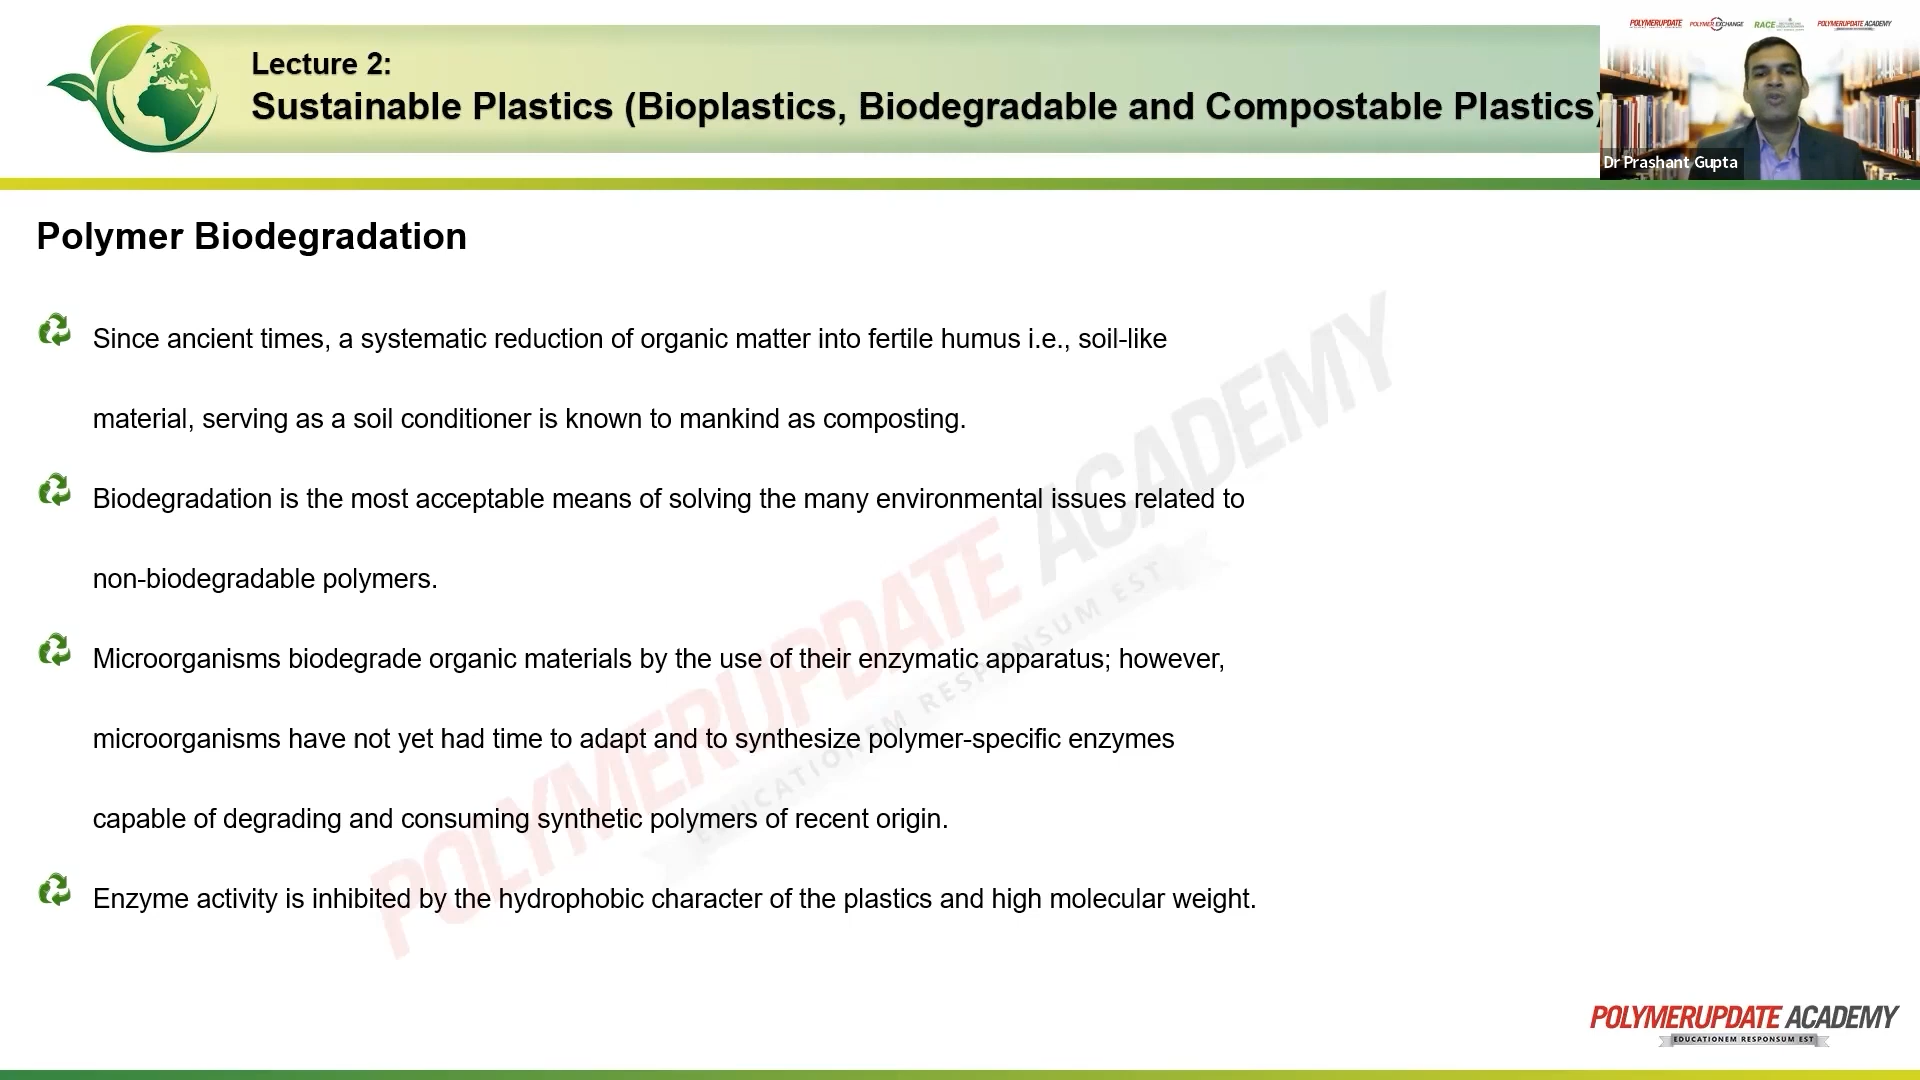 Lecture 2:
Sustainable Plastics (Bioplastics, Biodegradable and Compostable Plastics)
POLYMERUPDATE POLYMER EXCHANGE RACE POLYMERUPDATE ACADEMY
Dr Prashant Gupta
Polymer Biodegradation
Since ancient times, a systematic reduction of organic matter into fertile humus i.e., soil-like
material, serving as a soil conditioner is known to mankind as composting.
Biodegradation is the most acceptable means of solving the many environmental issues related to
non-biodegradable polymers.
Microorganisms biodegrade organic materials by the use of their enzymatic apparatus; however,
microorganisms have not yet had time to adapt and to synthesize polymer-specific enzymes
capable of degrading and consuming synthetic polymers of recent origin.
Enzyme activity is inhibited by the hydrophobic character of the plastics and high molecular weight.
POLYMERUPDATE ACADEMY
EDUCATIONEM RESPONSUM EST
POLYMERUPDATE ACADEMY
EDUCATIONEM RESPONSUM EST